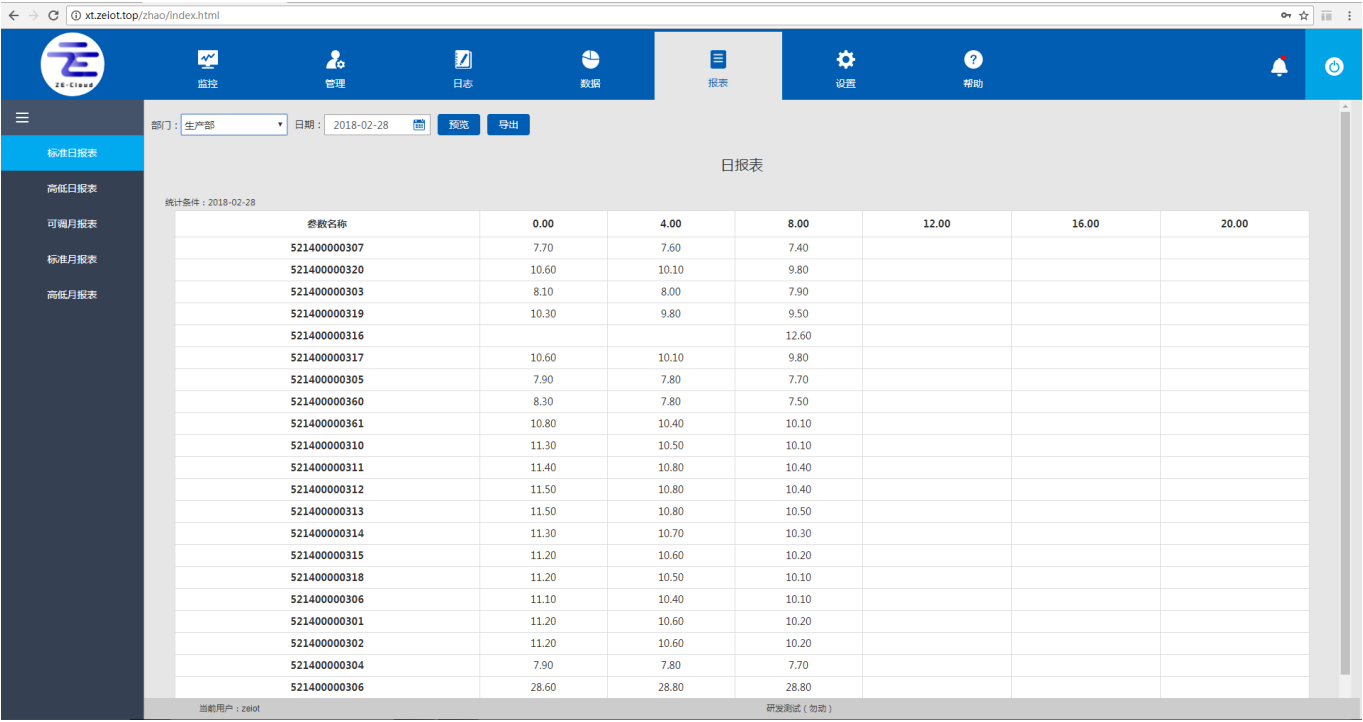 xt.zeiot.top/zhao/index.html
ZE-Cloud
监控 管理 日志 数据 报表 设置 帮助
部门： 生产部 日期： 2018-02-28 预览 导出
标准日报表
高低日报表
可调月报表
标准月报表
高低月报表
日报表
统计条件：2018-02-28
参数名称 0.00 4.00 8.00 12.00 16.00 20.00
521400000307 7.70 7.60 7.40
521400000320 10.60 10.10 9.80
521400000303 8.10 8.00 7.90
521400000319 10.30 9.80 9.50
521400000316 12.60
521400000317 10.60 10.10 9.80
521400000305 7.90 7.80 7.70
521400000360 8.30 7.80 7.50
521400000361 10.80 10.40 10.10
521400000310 11.30 10.50 10.10
521400000311 11.40 10.80 10.40
521400000312 11.50 10.80 10.40
521400000313 11.50 10.80 10.50
521400000314 11.30 10.70 10.30
521400000315 11.20 10.60 10.20
521400000318 11.20 10.50 10.10
521400000306 11.10 10.40 10.10
521400000301 11.20 10.60 10.20
521400000302 11.20 10.60 10.20
521400000304 7.90 7.80 7.70
521400000306 28.60 28.80 28.80
当前用户：zeiot 研发测试（勿动）